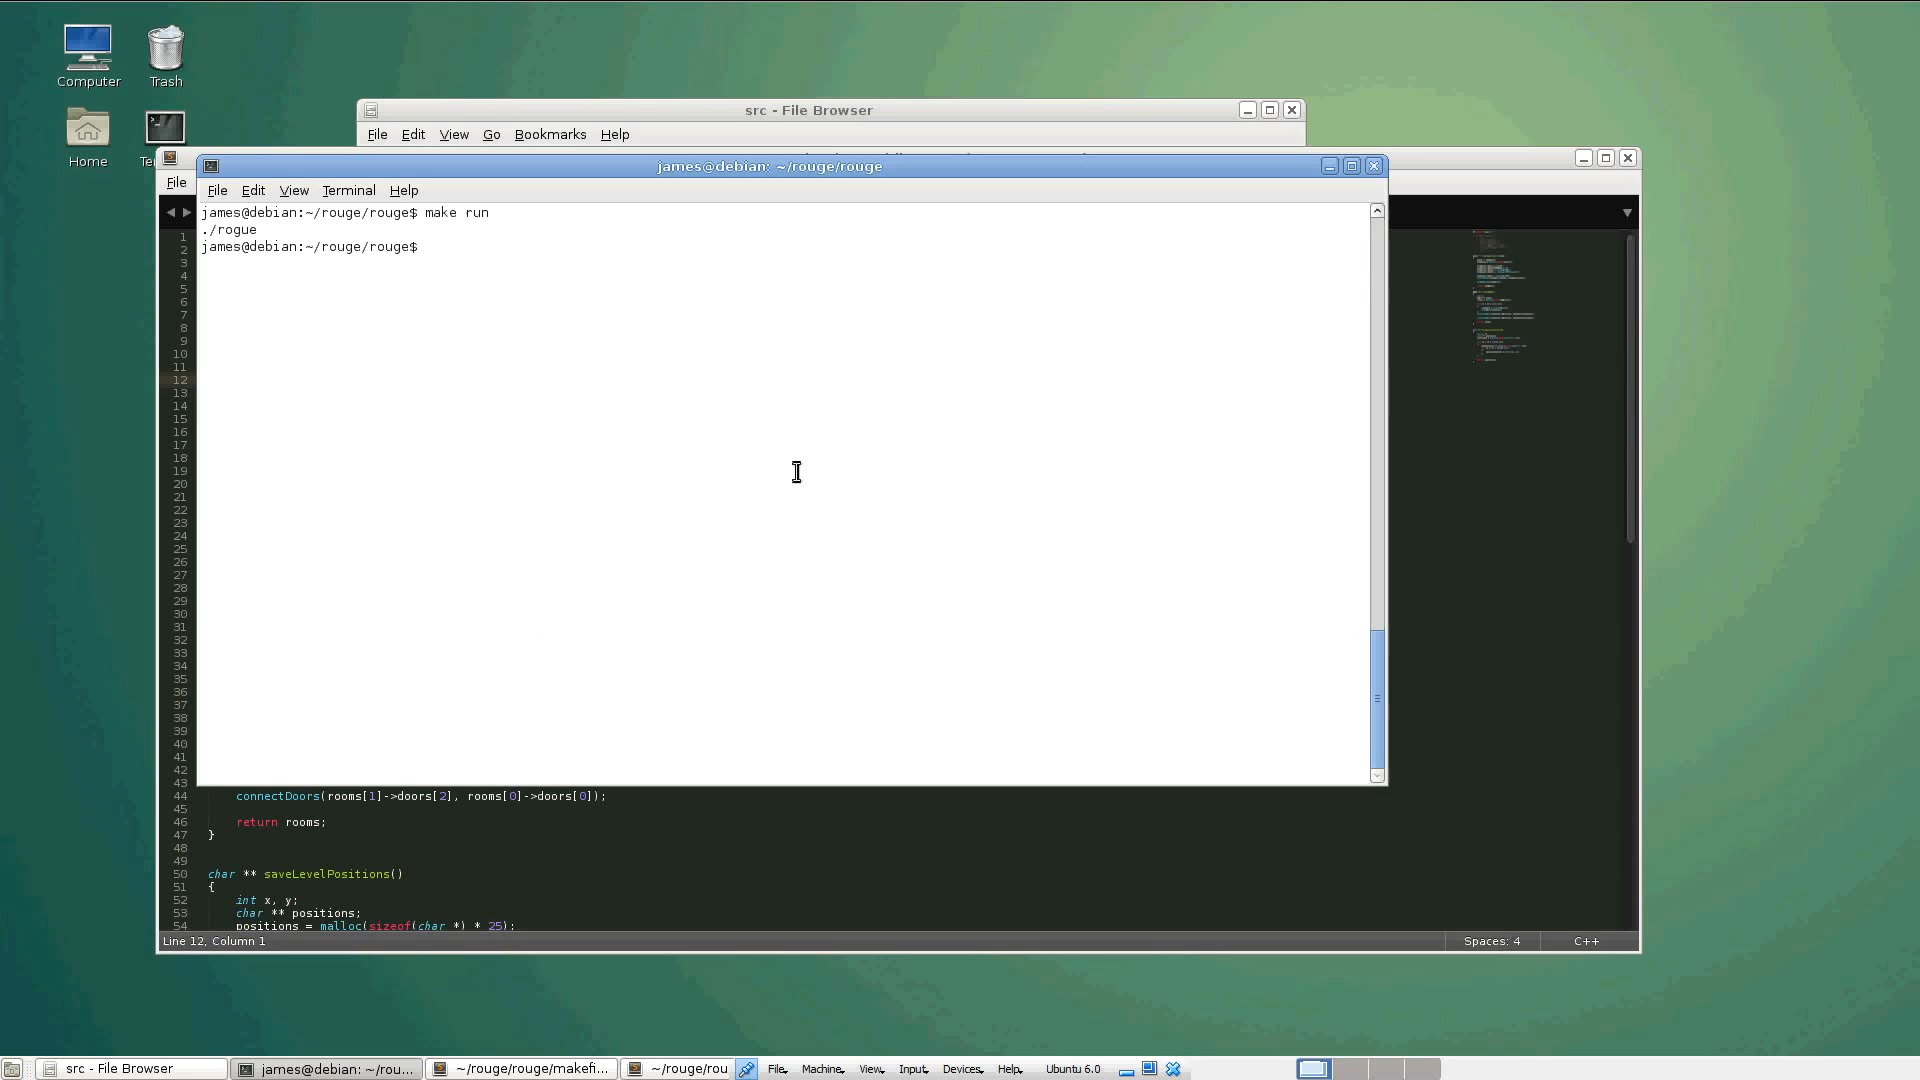 Computer
Trash
Home
src - File Browser
File Edit View Go Bookmarks Help
File
james@debian: ~/rouge/rouge
File Edit View Terminal Help
james@debian:~/rouge/rouge$ make run
./rogue
james@debian:~/rouge/rouge$
1
2
3
4
5
6
7
8
9
10
11
12
13
14
15
16
17
18
19
20
21
22
23
24
25
26
27
28
29
30
31
32
33
34
35
36
37
38
39
40
41
42
43
44 connectDoors(rooms[1]->doors[2], rooms[0]->doors[0]);
45
46 return rooms;
47 }
48
49
50 char ** saveLevelPositions()
51 {
52 int x, y;
53 char ** positions;
54 positions = malloc(sizeof(char *) * 25);
Line 12, Column 1 Spaces: 4 C++
src - File Browser james@debian: ~/rou... ~/rouge/rouge/makefi... ~/rouge/rou File Machine View Input Devices Help Ubuntu 6.0